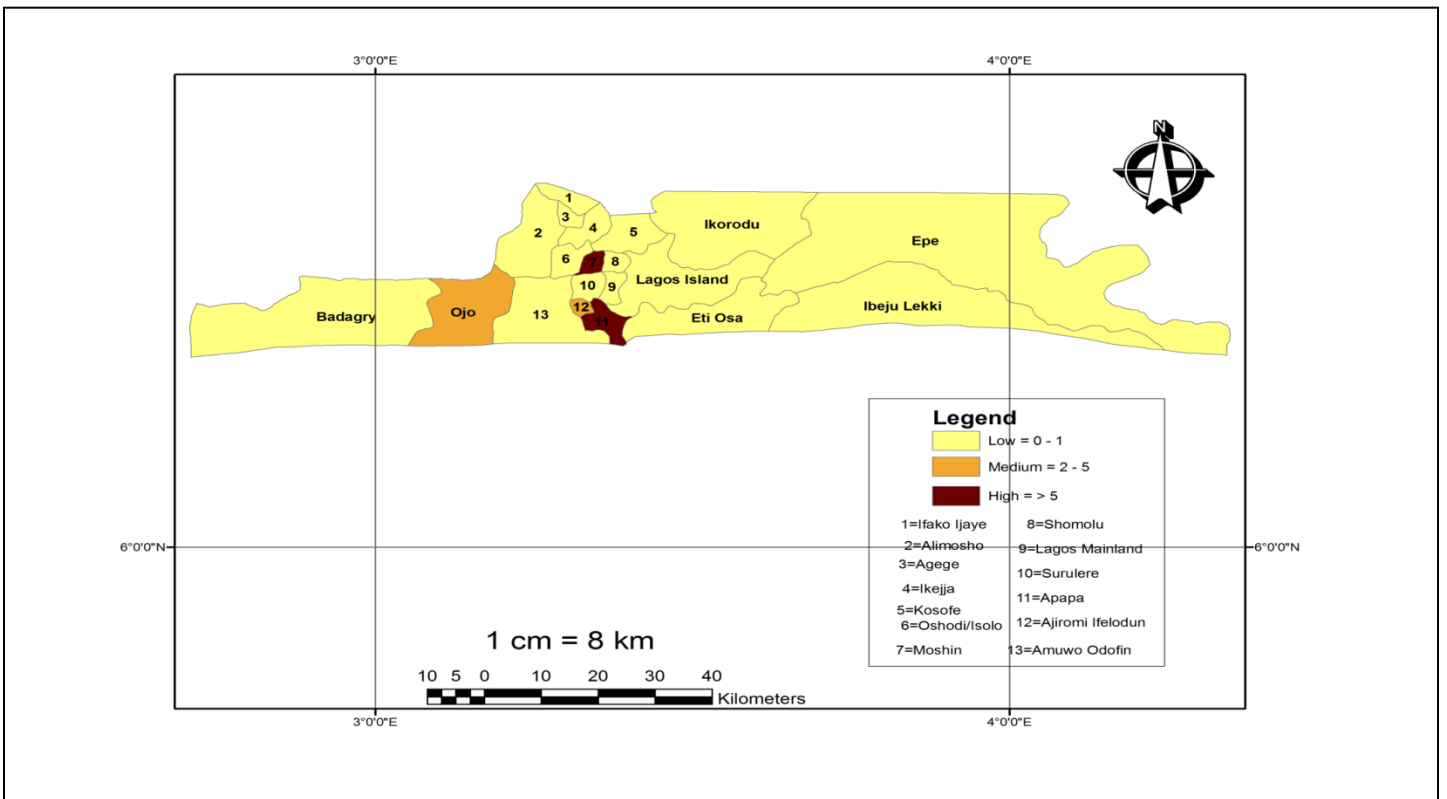 3°0'0"E 4°0'0"E
N
1
3
2 4 5 Ikorodu
Epe
6 7 8
Lagos Island
10 9
Badagry Ojo 13 12 11 Eti Osa Ibeju Lekki
Legend
Low = 0 - 1
Medium = 2 - 5
High = > 5
1=Ifako Ijaye 8=Shomolu
2=Alimosho 9=Lagos Mainland
3=Agege 10=Surulere
4=Ikejja 11=Apapa
5=Kosofe
6=Oshodi/Isolo 12=Ajiromi Ifelodun
7=Moshin 13=Amuwo Odofin
6°0'0"N 6°0'0"N
1 cm = 8 km
10 5 0 10 20 30 40
Kilometers
3°0'0"E 4°0'0"E